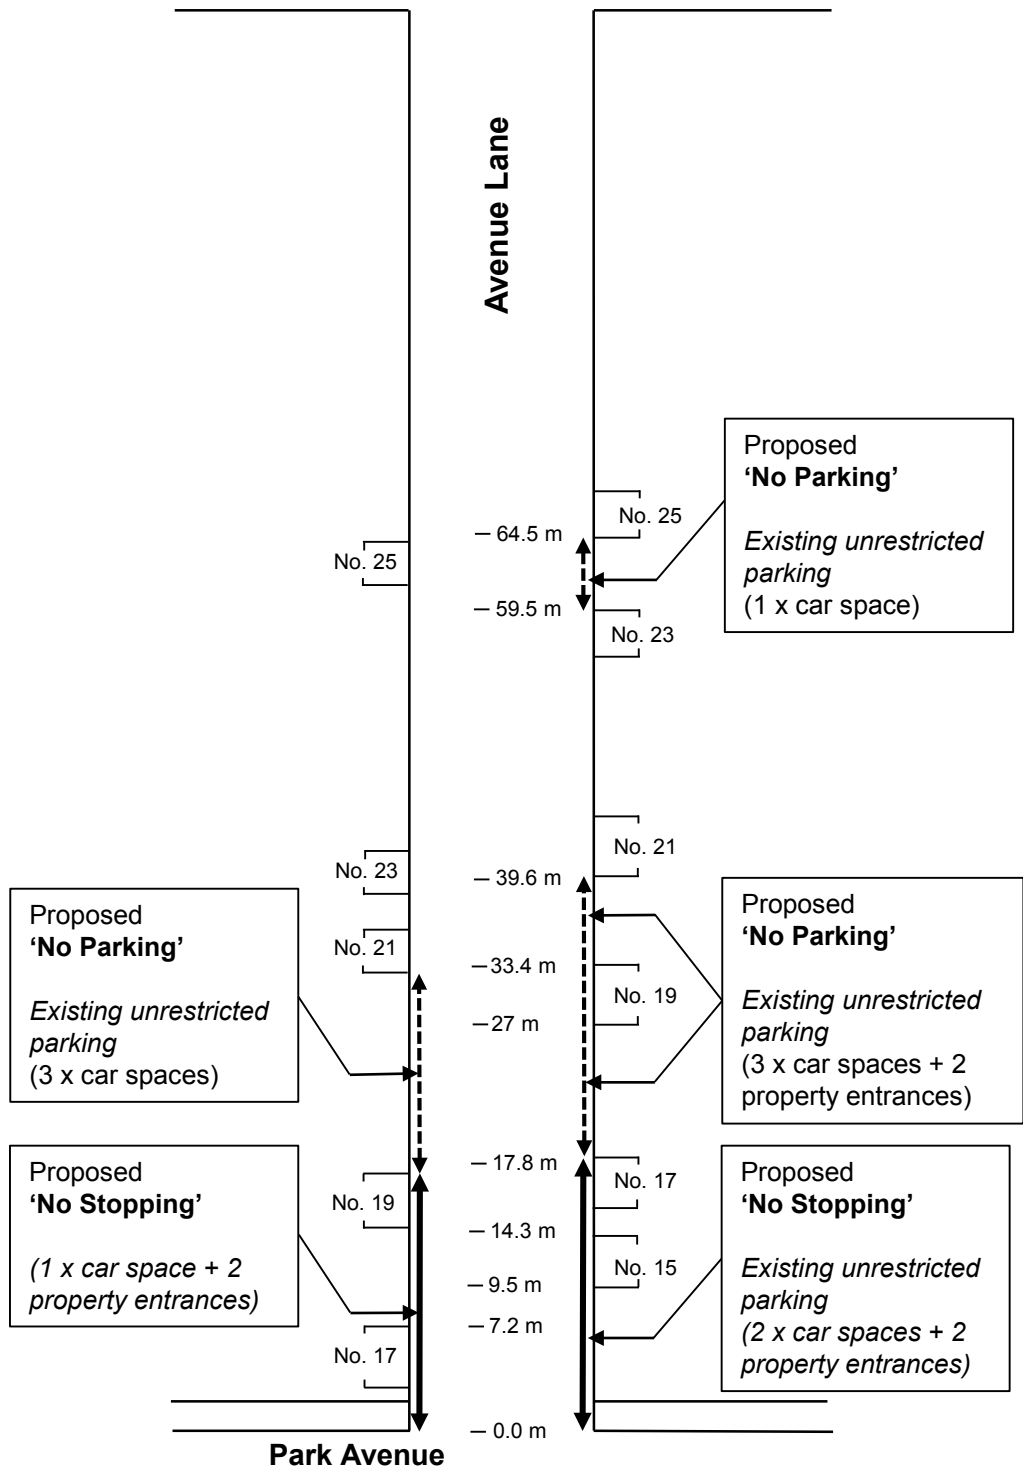 Avenue Lane
Proposed
‘No Parking’
Existing unrestricted
parking
(1 x car space)
No. 25
– 64.5 m
No. 25
– 59.5 m
No. 23
No. 21
No. 23
– 39.6 m
Proposed
‘No Parking’
Existing unrestricted
parking
(3 x car spaces)
No. 21
– 33.4 m
No. 19
– 27 m
Proposed
‘No Parking’
Existing unrestricted
parking
(3 x car spaces + 2
property entrances)
Proposed
‘No Stopping’
(1 x car space + 2
property entrances)
– 17.8 m
No. 17
No. 19
– 14.3 m
No. 15
– 9.5 m
– 7.2 m
No. 17
Proposed
‘No Stopping’
Existing unrestricted
parking
(2 x car spaces + 2
property entrances)
– 0.0 m
Park Avenue